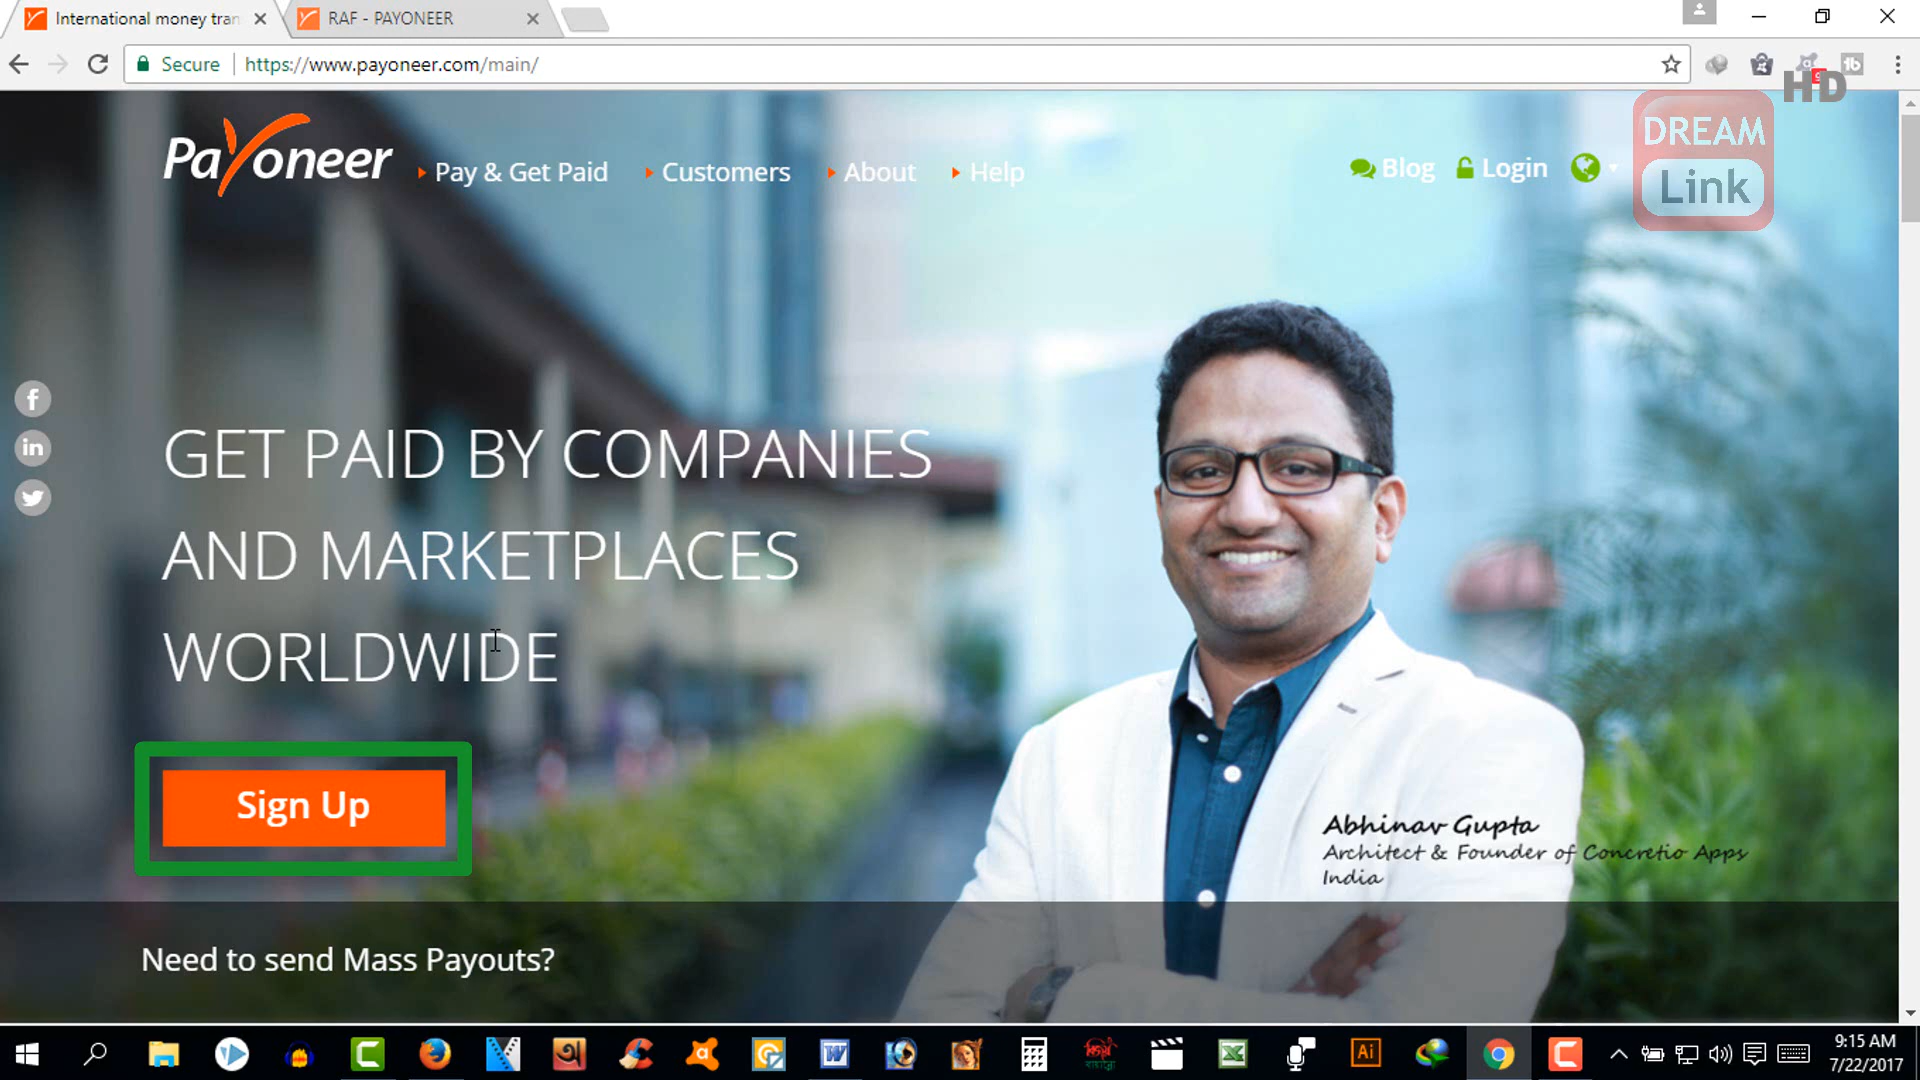 International money tran
RAF - PAYONEER
Secure
https://www.payoneer.com/main/
HD
DREAM
Link
Payoneer
Pay & Get Paid
Customers
About
Help
Blog
Login
GET PAID BY COMPANIES
AND MARKETPLACES
WORLDWIDE
Sign Up
Abhinav Gupta
Architect & Founder of Concretio Apps
India
Need to send Mass Payouts?
9:15 AM
7/22/2017